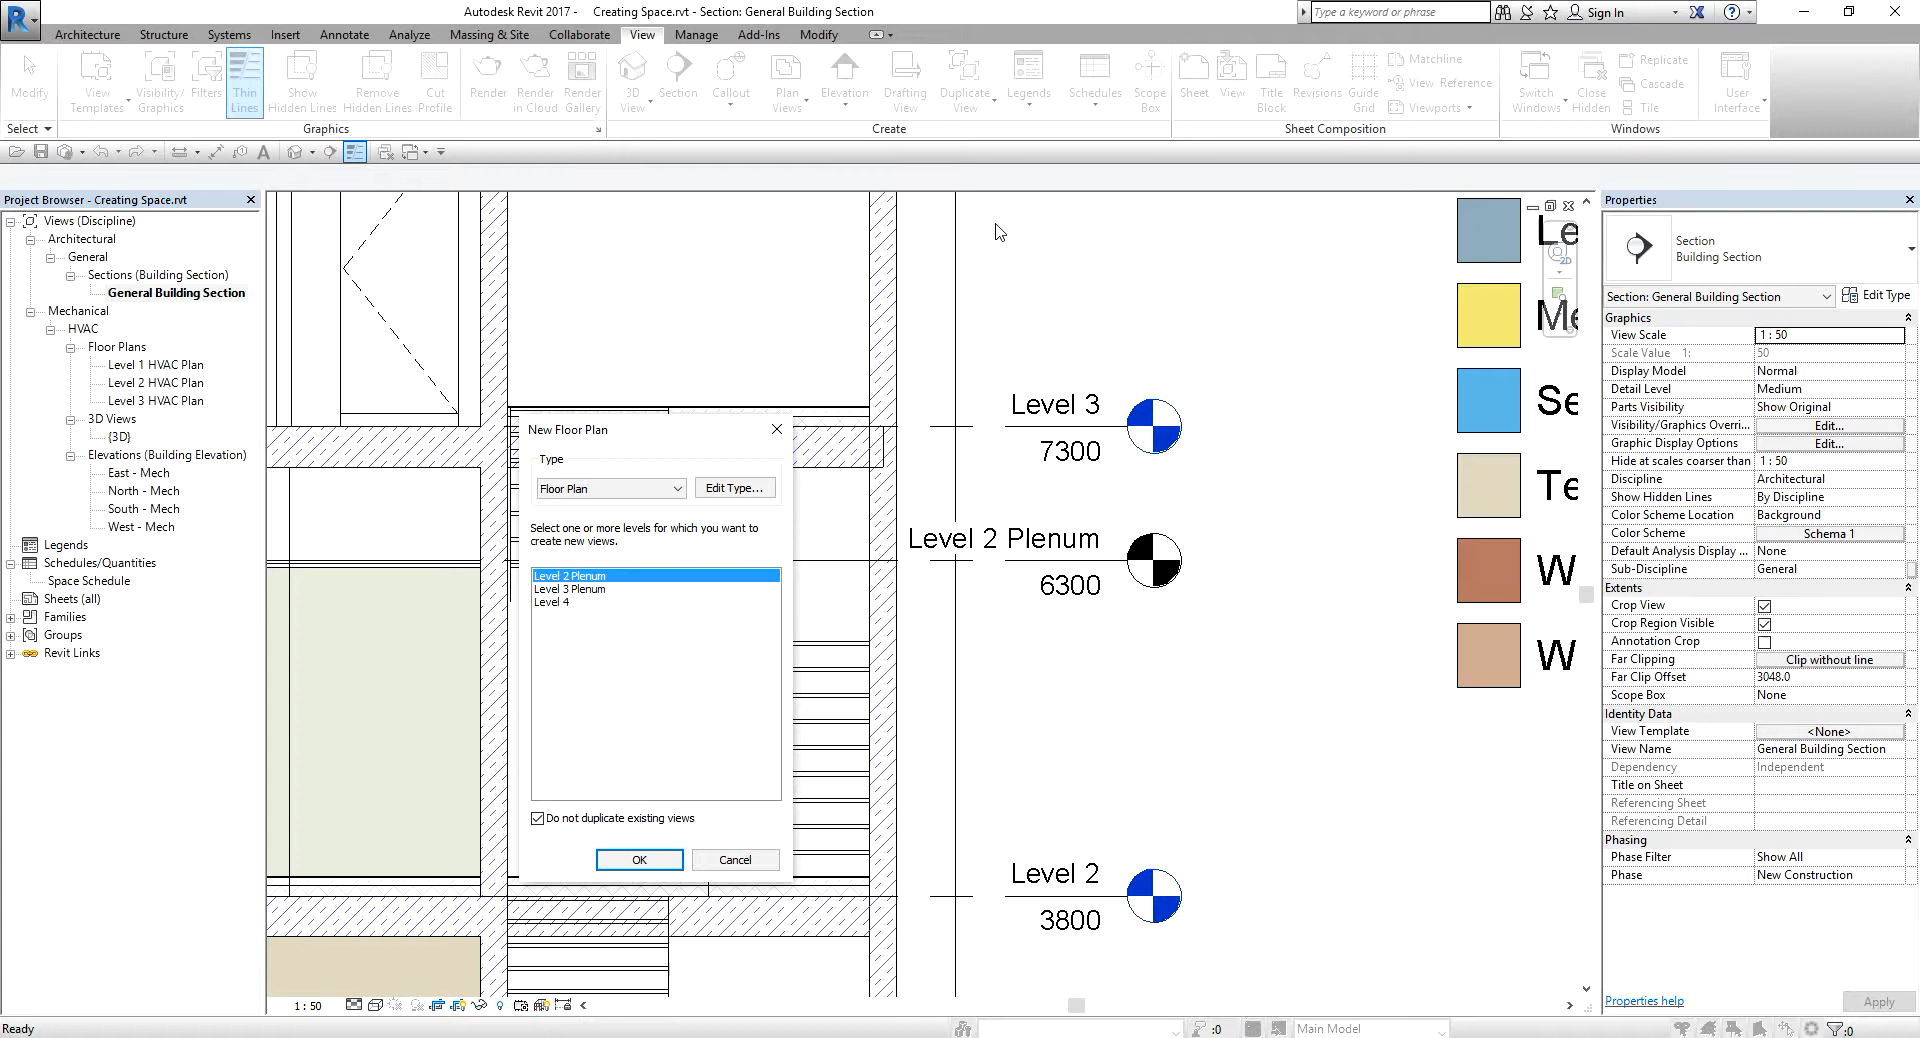 Autodesk Revit 2017 - Creating Space.rvt - Section: General Building Section
Type a keyword or phrase
Sign In
Architecture Structure Systems Insert Annotate Analyze Massing & Site Collaborate View Manage Add-Ins Modify
Modify
View Templates
Visibility/ Graphics
Filters
Thin Lines
Show Hidden Lines
Remove Hidden Lines
Cut Profile
Render
Render in Cloud
Render Gallery
3D View
Section
Callout
Plan Views
Elevation
Drafting View
Duplicate View
Legends
Schedules
Scope Box
Sheet
View
Title Block
Revisions
Guide Grid
Matchline
View Reference
Viewports
Switch Windows
Close Hidden
Replicate
Cascade
Tile
User Interface
Select
Graphics
Create
Sheet Composition
Windows
Project Browser - Creating Space.rvt
Views (Discipline)
Architectural
General
Sections (Building Section)
General Building Section
Mechanical
HVAC
Floor Plans
Level 1 HVAC Plan
Level 2 HVAC Plan
Level 3 HVAC Plan
3D Views
{3D}
Elevations (Building Elevation)
East - Mech
North - Mech
South - Mech
West - Mech
Legends
Schedules/Quantities
Space Schedule
Sheets (all)
Families
Groups
Revit Links
New Floor Plan
Type
Floor Plan
Edit Type...
Select one or more levels for which you want to
create new views.
Level 2 Plenum
Level 3 Plenum
Level 4
Do not duplicate existing views
OK
Cancel
Level 3
7300
Level 2 Plenum
6300
Level 2
3800
Le
Me
Se
Te
W
W
2D
Properties
Section
Building Section
Section: General Building Section
Edit Type
Graphics
View Scale 1 : 50
Scale Value 1: 50
Display Model Normal
Detail Level Medium
Parts Visibility Show Original
Visibility/Graphics Overri... Edit...
Graphic Display Options Edit...
Hide at scales coarser than 1 : 50
Discipline Architectural
Show Hidden Lines By Discipline
Color Scheme Location Background
Color Scheme Schema 1
Default Analysis Display ... None
Sub-Discipline General
Extents
Crop View
Crop Region Visible
Annotation Crop
Far Clipping Clip without line
Far Clip Offset 3048.0
Scope Box None
Identity Data
View Template <None>
View Name General Building Section
Dependency Independent
Title on Sheet
Referencing Sheet
Referencing Detail
Phasing
Phase Filter Show All
Phase New Construction
Properties help
Apply
1 : 50
Ready
:0
Main Model
:0